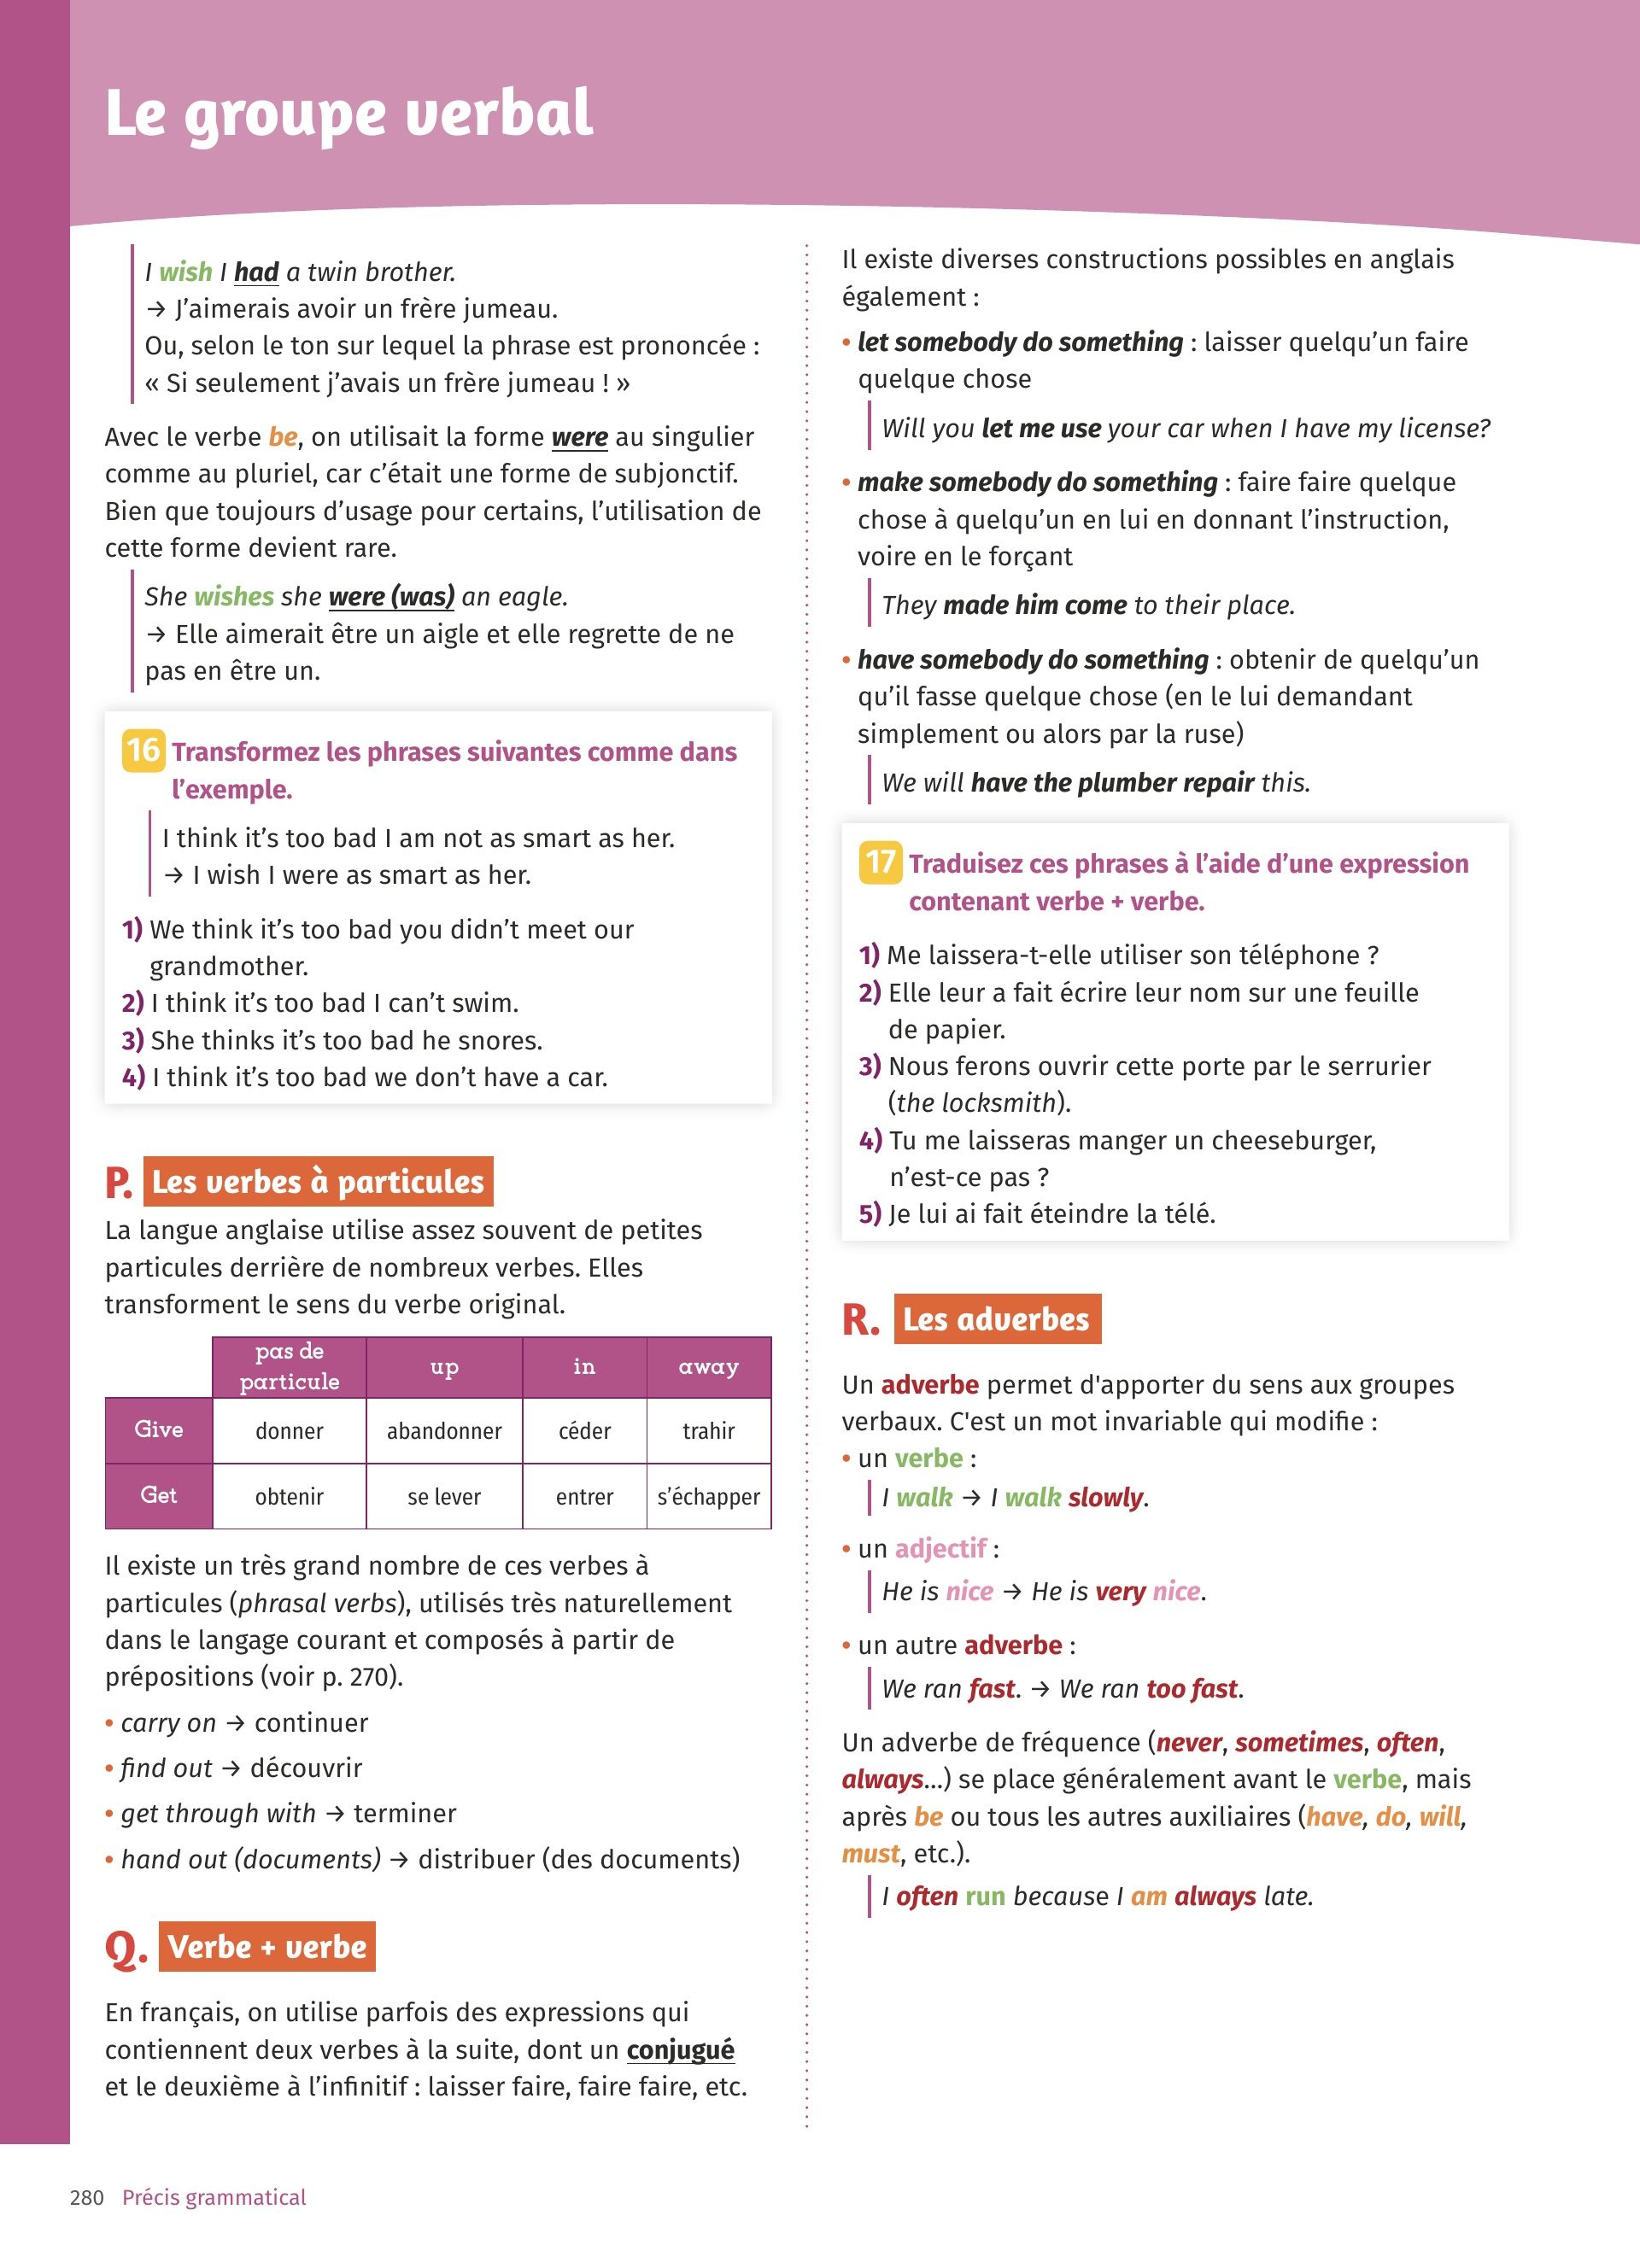 Le groupe verbal
I wish I had a twin brother.
→ J’aimerais avoir un frère jumeau.
Ou, selon le ton sur lequel la phrase est prononcée :
« Si seulement j’avais un frère jumeau ! »
Avec le verbe be, on utilisait la forme were au singulier
comme au pluriel, car c’était une forme de subjonctif.
Bien que toujours d’usage pour certains, l’utilisation de
cette forme devient rare.
She wishes she were (was) an eagle.
→ Elle aimerait être un aigle et elle regrette de ne
pas en être un.
16 Transformez les phrases suivantes comme dans
l’exemple.
I think it’s too bad I am not as smart as her.
→ I wish I were as smart as her.
1) We think it’s too bad you didn’t meet our
grandmother.
2) I think it’s too bad I can’t swim.
3) She thinks it’s too bad he snores.
4) I think it’s too bad we don’t have a car.
P. Les verbes à particules
La langue anglaise utilise assez souvent de petites
particules derrière de nombreux verbes. Elles
transforment le sens du verbe original.
pas de
particule up in away
Give donner abandonner céder trahir
Get obtenir se lever entrer s’échapper
Il existe un très grand nombre de ces verbes à
particules (phrasal verbs), utilisés très naturellement
dans le langage courant et composés à partir de
prépositions (voir p. 270).
• carry on → continuer
• find out → découvrir
• get through with → terminer
• hand out (documents) → distribuer (des documents)
Q. Verbe + verbe
En français, on utilise parfois des expressions qui
contiennent deux verbes à la suite, dont un conjugué
et le deuxième à l’infinitif : laisser faire, faire faire, etc.
Il existe diverses constructions possibles en anglais
également :
• let somebody do something : laisser quelqu’un faire
quelque chose
Will you let me use your car when I have my license?
• make somebody do something : faire faire quelque
chose à quelqu’un en lui en donnant l’instruction,
voire en le forçant
They made him come to their place.
• have somebody do something : obtenir de quelqu’un
qu’il fasse quelque chose (en le lui demandant
simplement ou alors par la ruse)
We will have the plumber repair this.
17 Traduisez ces phrases à l’aide d’une expression
contenant verbe + verbe.
1) Me laissera-t-elle utiliser son téléphone ?
2) Elle leur a fait écrire leur nom sur une feuille
de papier.
3) Nous ferons ouvrir cette porte par le serrurier
(the locksmith).
4) Tu me laisseras manger un cheeseburger,
n’est-ce pas ?
5) Je lui ai fait éteindre la télé.
R. Les adverbes
Un adverbe permet d'apporter du sens aux groupes
verbaux. C'est un mot invariable qui modifie :
• un verbe :
I walk → I walk slowly.
• un adjectif :
He is nice → He is very nice.
• un autre adverbe :
We ran fast. → We ran too fast.
Un adverbe de fréquence (never, sometimes, often,
always…) se place généralement avant le verbe, mais
après be ou tous les autres auxiliaires (have, do, will,
must, etc.).
I often run because I am always late.
280 Précis grammatical